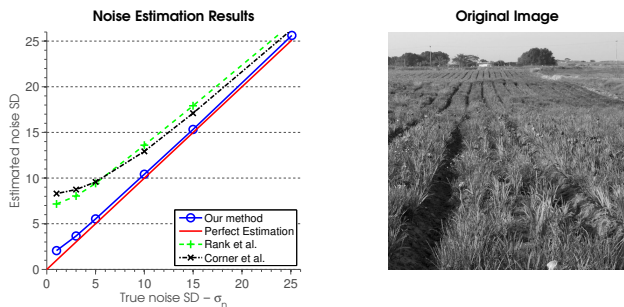 Noise Estimation Results
25
20
15
10
5
0
Estimated noise SD
0 5 10 15 20 25
True noise SD – σn
Our method
Perfect Estimation
Rank et al.
Corner et al.
Original Image